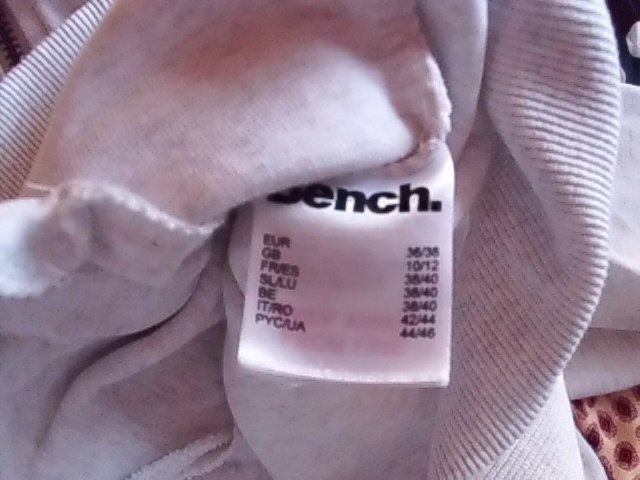 Bench.
EUR 36/38
GB 10/12
FR/ES 38/40
SL/LU 38/40
BE 38/40
IT/RO 42/44
PYC/UA 44/46